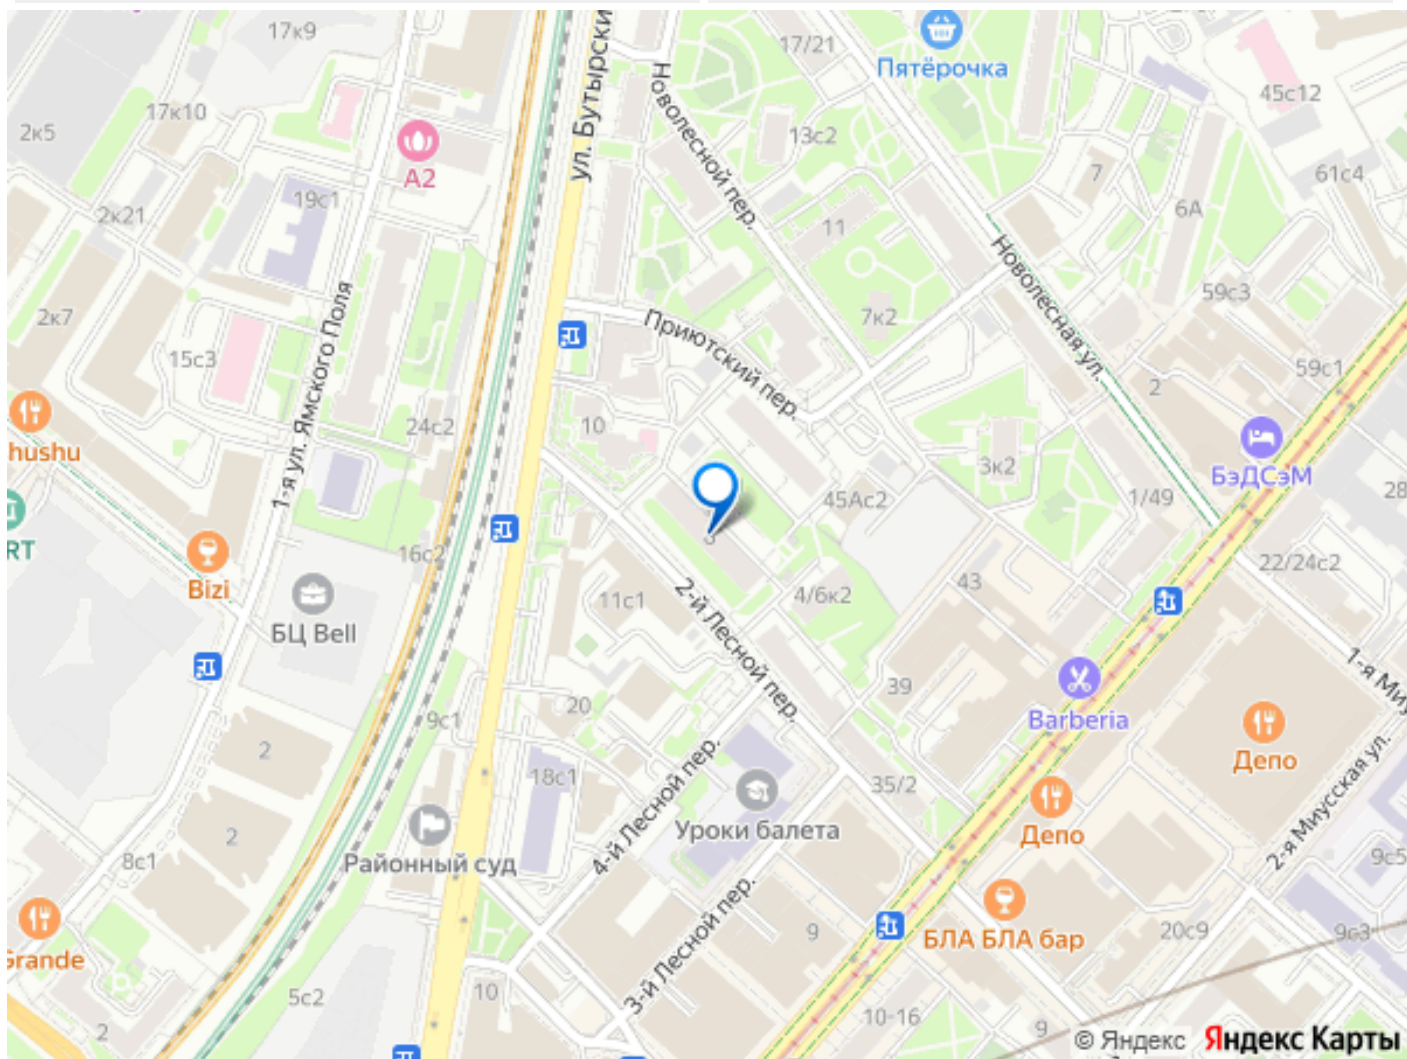 17к9
ул. Бутырски
17/21
Пятёрочка
45с12
Новолесной пер.
17к10
2к5
13с2
А2
7
61с4
19с1
2к21
6А
11
Новолесная ул.
59с3
2к7
Приютский пер.
7к2
15с3
1-я ул. Ямского Поля
59с1
2
hushu
24с2
10
3к2
БэДСэМ
45Ас2
1/49
28
RT
Bizi
16с2
22/24с2
43
БЦ Bell
11с1
4/6к2
2-й Лесной пер.
1-я Миу
39
Barberia
9с1
20
2
Депо
18с1
35/2
4-й Лесной пер.
Уроки балета
Депо
2-я Миусская ул.
2
Районный суд
8с1
9с5
3-й Лесной пер.
БЛА БЛА бар
9
20с9
9с3
Grande
5с2
10
10-16
9
2
© Яндекс Яндекс Карты